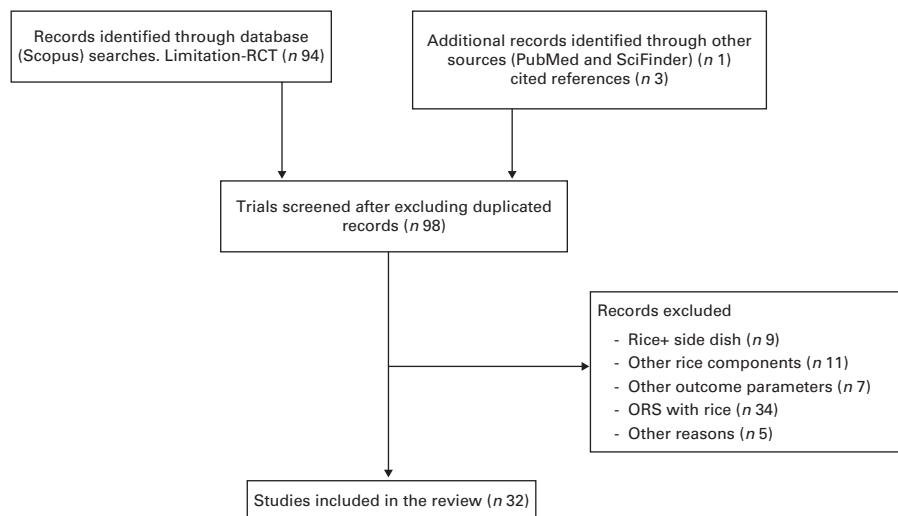 Records identified through database
(Scopus) searches. Limitation-RCT (n 94)
Additional records identified through other
sources (PubMed and SciFinder) (n 1)
cited references (n 3)
Trials screened after excluding duplicated
records (n 98)
Records excluded
- Rice+ side dish (n 9)
- Other rice components (n 11)
- Other outcome parameters (n 7)
- ORS with rice (n 34)
- Other reasons (n 5)
Studies included in the review (n 32)